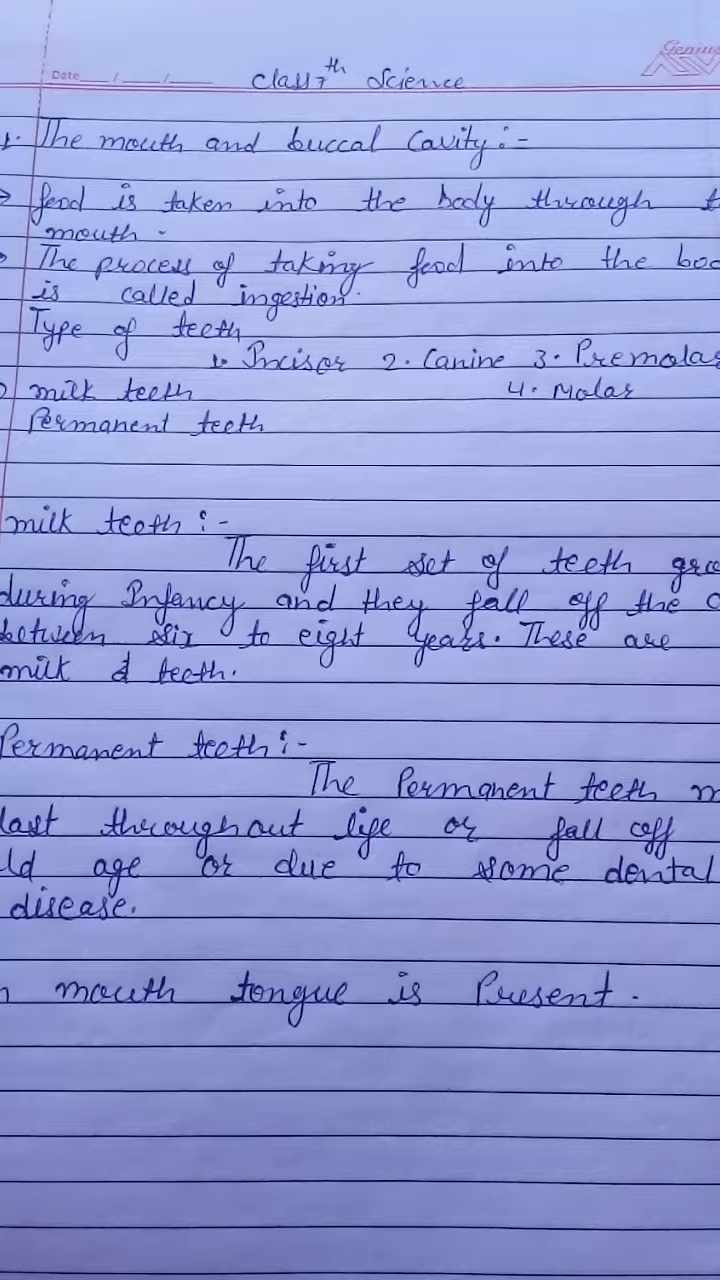 Genius
Date / /
Class 7th Science
1. The mouth and buccal Cavity :-
→ food is taken into the body through
mouth.
The process of taking food into the
is called ingestion.
Type of teeth
1. Incisor 2. Canine 3. Premolar
milk teeth 4. Molar
Permanent teeth
milk teeth :-
The first set of teeth
during Infancy and they fall off the
between six to eight years. These are
milk teeth.
Permanent teeth :-
The Permanent teeth
last throughout life or fall off
age or due to some dental
disease.
mouth tongue is Present.